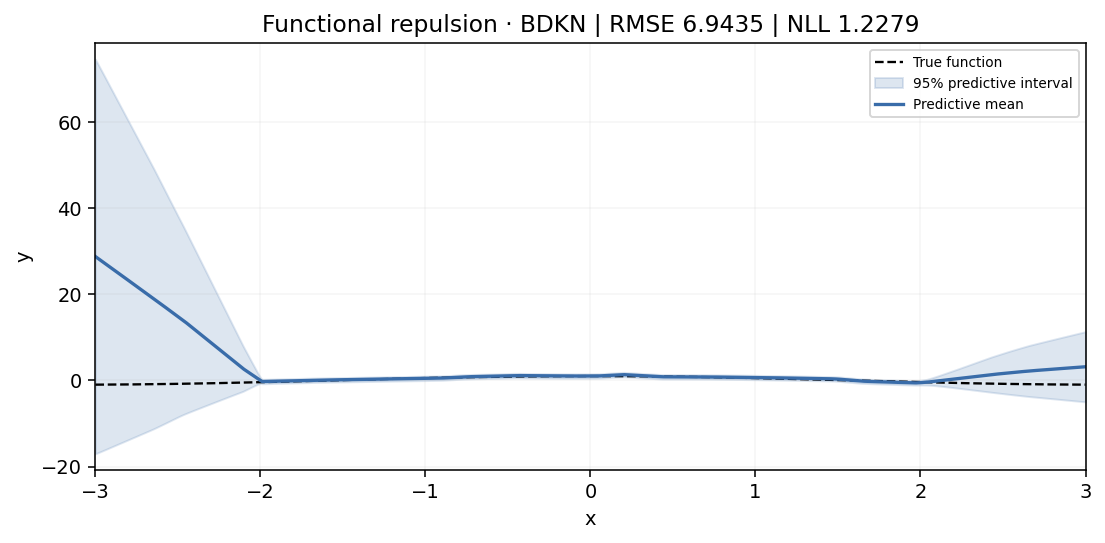 Functional repulsion · BDKN | RMSE 6.9435 | NLL 1.2279
True function
95% predictive interval
Predictive mean
60
40
20
0
−20
y
−3 −2 −1 0 1 2 3
x